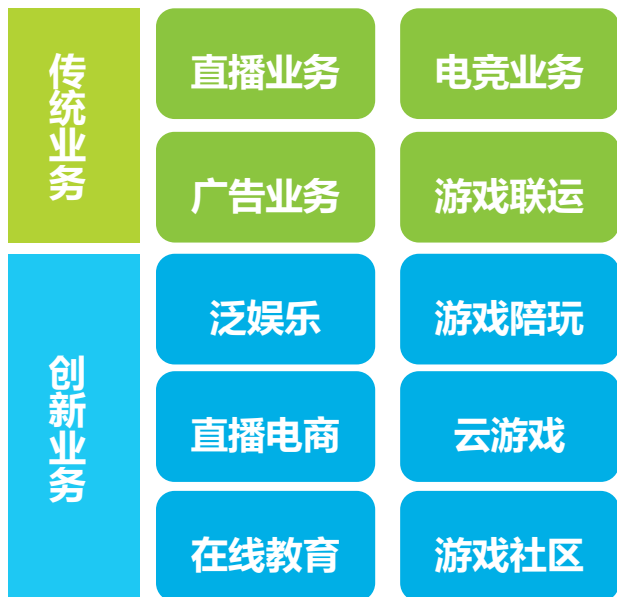 传统业务
直播业务
电竞业务
广告业务
游戏联运
创新业务
泛娱乐
游戏陪玩
直播电商
云游戏
在线教育
游戏社区